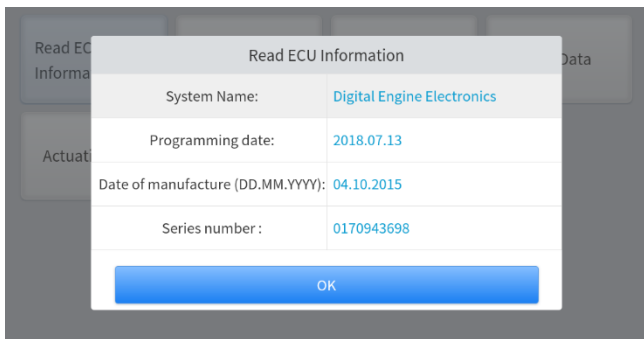 Read EC
Informa
Data
Actuati
Read ECU Information
System Name: Digital Engine Electronics
Programming date: 2018.07.13
Date of manufacture (DD.MM.YYYY): 04.10.2015
Series number : 0170943698
OK